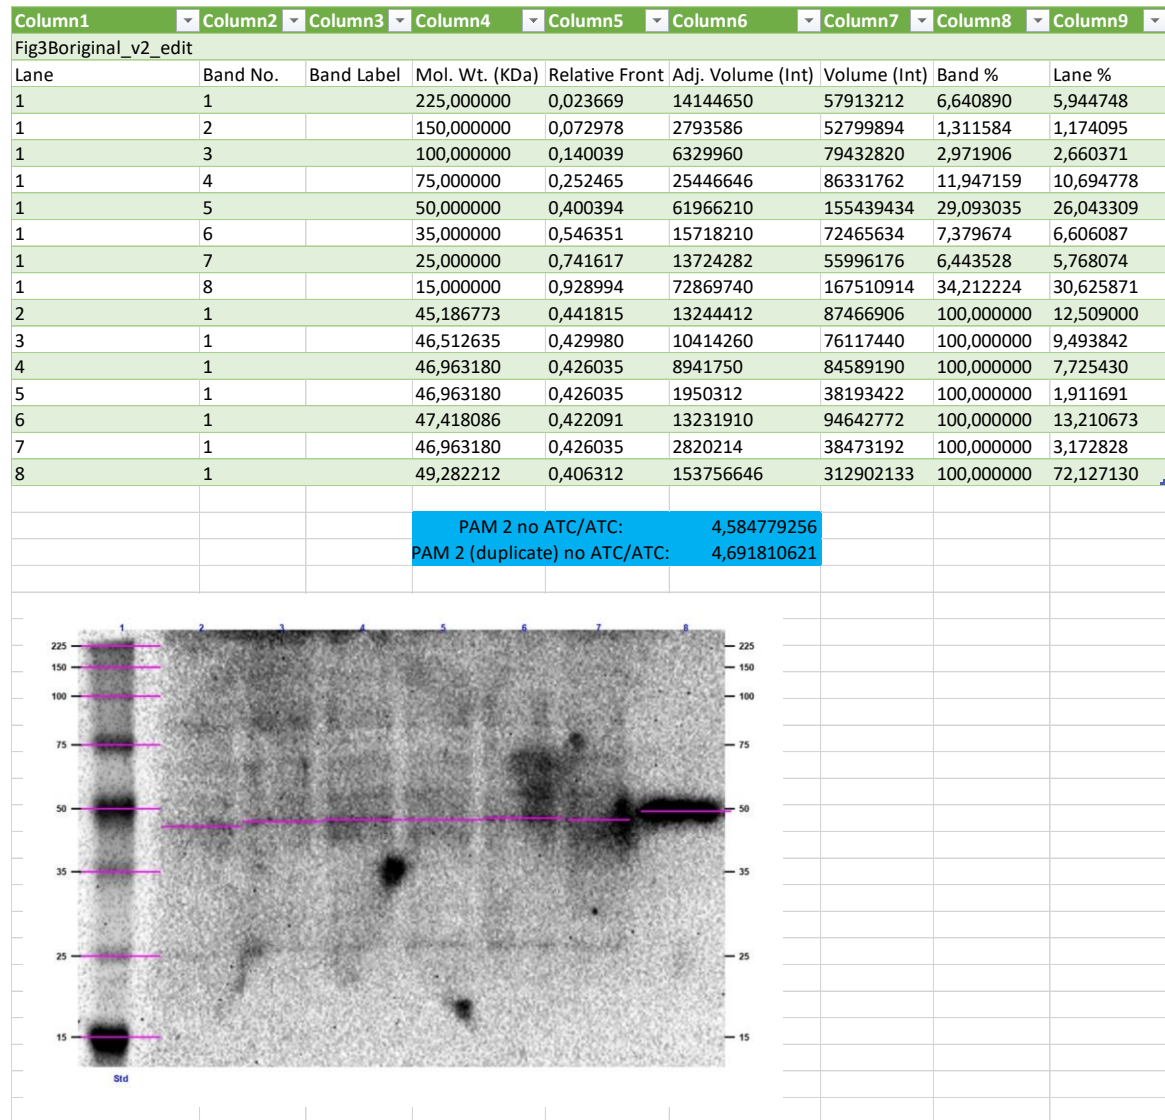 Column1 Column2 Column3 Column4 Column5 Column6 Column7 Column8 Column9
Fig3Boriginal_v2_edit
Lane Band No. Band Label Mol. Wt. (KDa) Relative Front Adj. Volume (Int) Volume (Int) Band % Lane %
1 1 225,000000 0,023669 14144650 57913212 6,640890 5,944748
1 2 150,000000 0,072978 2793586 52799894 1,311584 1,174095
1 3 100,000000 0,140039 6329960 79432820 2,971906 2,660371
1 4 75,000000 0,252465 25446646 86331762 11,947159 10,694778
1 5 50,000000 0,400394 61966210 155439434 29,093035 26,043309
1 6 35,000000 0,546351 15718210 72465634 7,379674 6,606087
1 7 25,000000 0,741617 13724282 55996176 6,443528 5,768074
1 8 15,000000 0,928994 72869740 167510914 34,212224 30,625871
2 1 45,186773 0,441815 13244412 87466906 100,000000 12,509000
3 1 46,512635 0,429980 10414260 76117440 100,000000 9,493842
4 1 46,963180 0,426035 8941750 84589190 100,000000 7,725430
5 1 46,963180 0,426035 1950312 38193422 100,000000 1,911691
6 1 47,418086 0,422091 13231910 94642772 100,000000 13,210673
7 1 46,963180 0,426035 2820214 38473192 100,000000 3,172828
8 1 49,282212 0,406312 153756646 312902133 100,000000 72,127130
PAM 2 no ATC/ATC: 4,584779256
PAM 2 (duplicate) no ATC/ATC: 4,691810621
1 2 3 4 5 6 7 8
225 225
150 150
100 100
75 75
50 50
35 35
25 25
15 15
Std